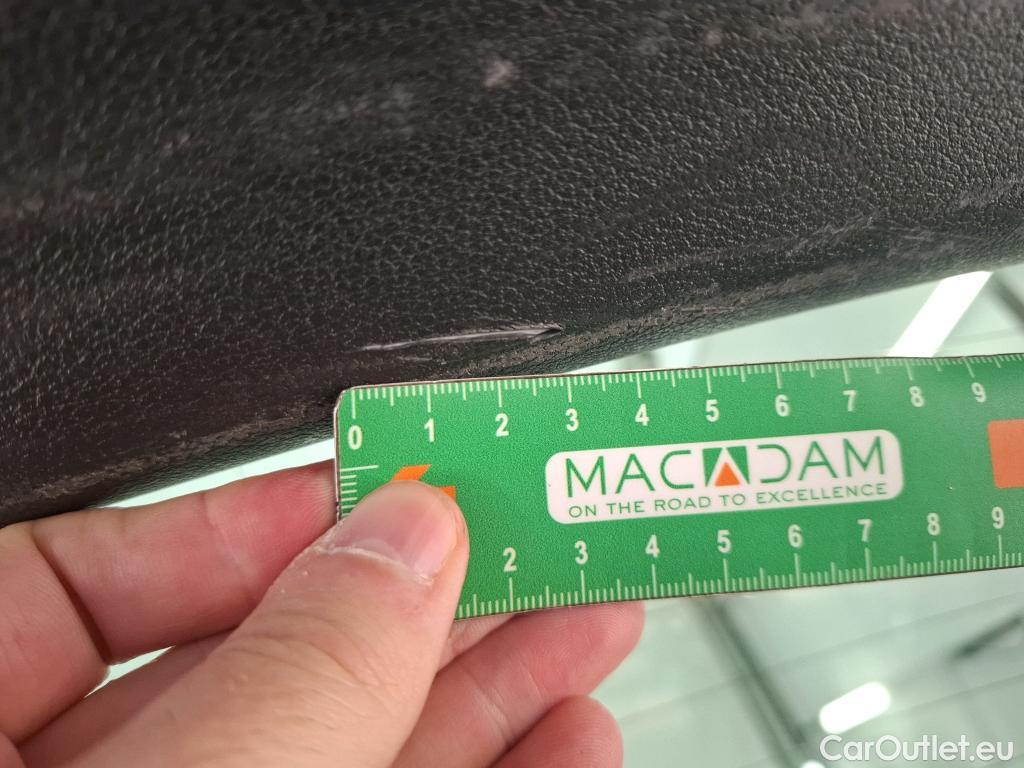 0 1 2 3 4 5 6 7 8 9
MACADAM
ON THE ROAD TO EXCELLENCE
2 3 4 5 6 7 8 9
CarOutlet.eu